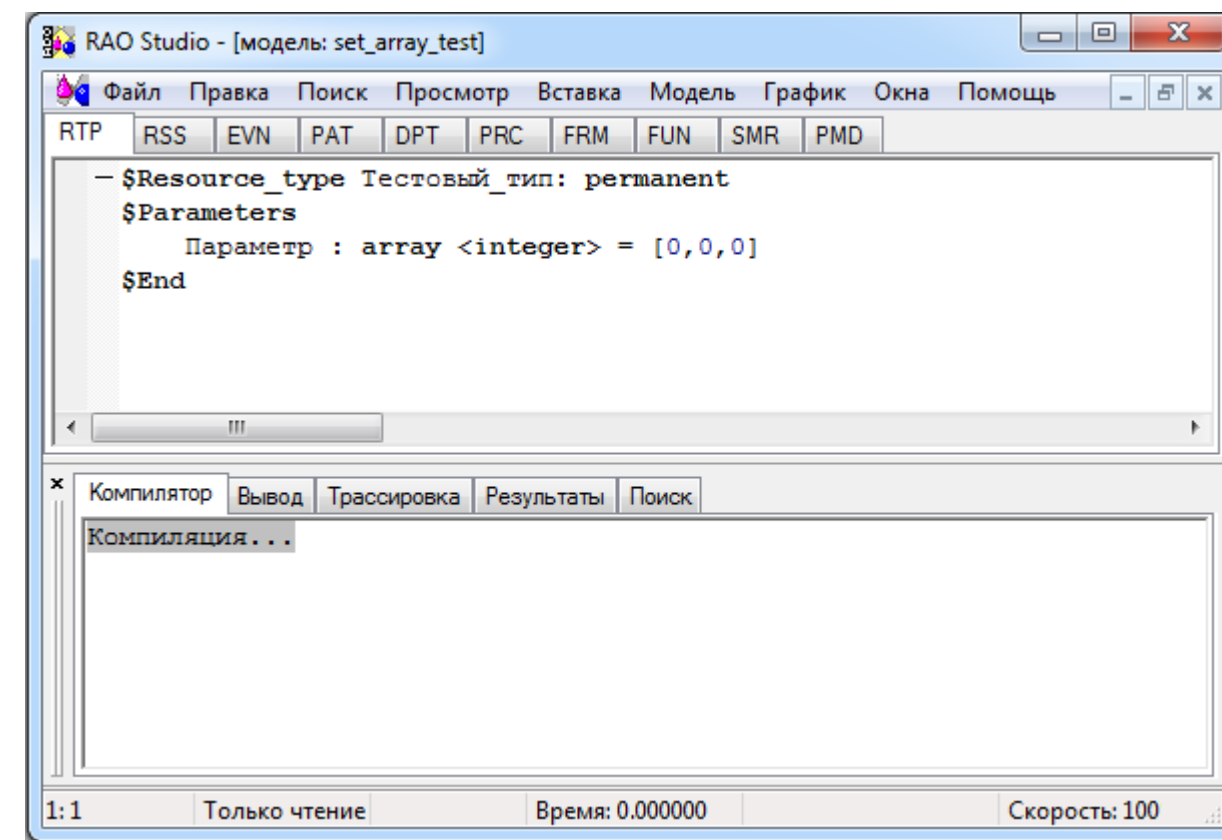 RAO Studio - [модель: set_array_test]
Файл Правка Поиск Просмотр Вставка Модель График Окна Помощь
RTP RSS EVN PAT DPT PRC FRM FUN SMR PMD
$Resource_type Тестовый_тип: permanent
$Parameters
Параметр : array <integer> = [0,0,0]
$End
Компилятор Вывод Трассировка Результаты Поиск
Компиляция...
1: 1 Только чтение Время: 0.000000 Скорость: 100